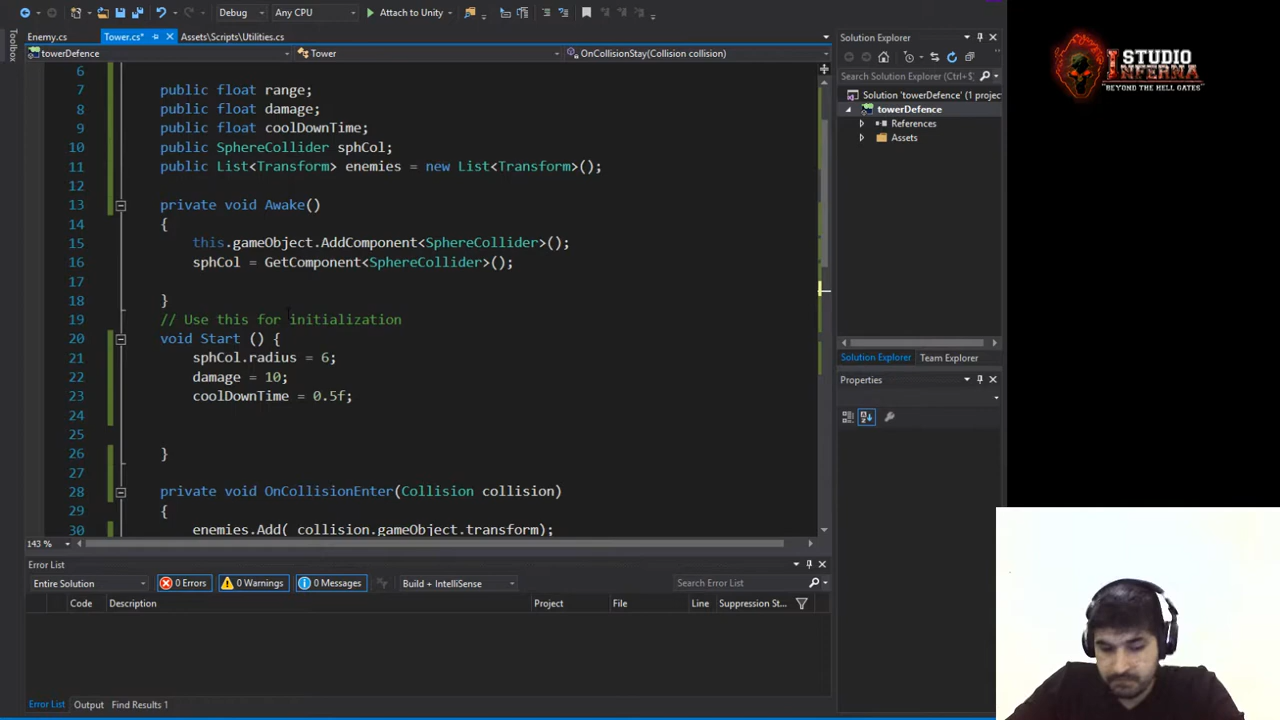 Debug
Any CPU
Attach to Unity
Enemy.cs
Tower.cs*
Assets\Scripts\Utilities.cs
towerDefence
Tower
OnCollisionStay(Collision collision)
Toolbox
6
7 public float range;
8 public float damage;
9 public float coolDownTime;
10 public SphereCollider sphCol;
11 public List<Transform> enemies = new List<Transform>();
12
13 private void Awake()
14 {
15 this.gameObject.AddComponent<SphereCollider>();
16 sphCol = GetComponent<SphereCollider>();
17
18 }
19 // Use this for initialization
20 void Start () {
21 sphCol.radius = 6;
22 damage = 10;
23 coolDownTime = 0.5f;
24
25
26 }
27
28 private void OnCollisionEnter(Collision collision)
29 {
30 enemies.Add( collision.gameObject.transform);
143 %
Error List
Entire Solution
0 Errors
0 Warnings
0 Messages
Build + IntelliSense
Search Error List
Code Description Project File Line Suppression St...
Error List Output Find Results 1
Solution Explorer
Search Solution Explorer (Ctrl+ş)
Solution 'towerDefence' (1 projec
towerDefence
References
Assets
Solution Explorer Team Explorer
Properties
STUDIO
INFERNA
"BEYOND THE HELL GATES"